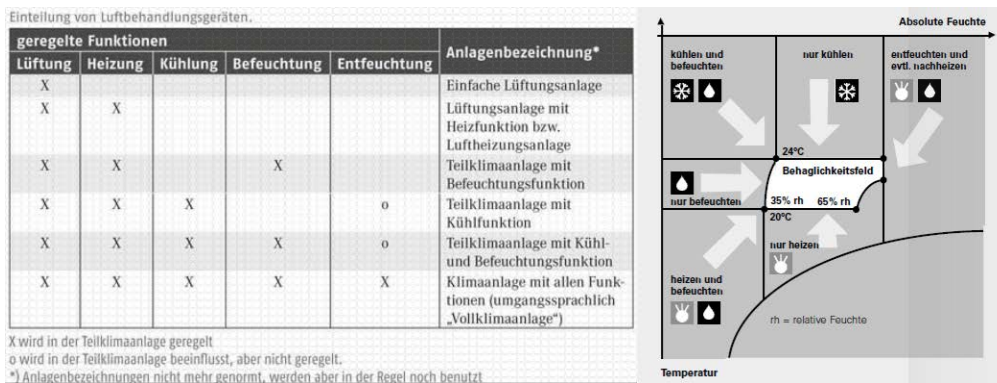 Einteilung von Luftbehandlungsgeräten.
geregelte Funktionen
Anlagenbezeichnung*
Lüftung Heizung Kühlung Befeuchtung Entfeuchtung
X Einfache Lüftungsanlage
X X Lüftungsanlage mit
Heizfunktion bzw.
Luftheizungsanlage
X X X Teilklimaanlage mit
Befeuchtungsfunktion
X X X o Teilklimaanlage mit
Kühlfunktion
X X X X o Teilklimaanlage mit Kühl-
und Befeuchtungsfunktion
X X X X X Klimaanlage mit allen Funk-
tionen (umgangssprachlich
„Vollklimaanlage“)
X wird in der Teilklimaanlage geregelt
o wird in der Teilklimaanlage beeinflusst, aber nicht geregelt.
*) Anlagenbezeichnungen nicht mehr genormt, werden aber in der Regel noch benutzt
Absolute Feuchte
kühlen und
befeuchten
nur kühlen
entfeuchten und
evtl. nachheizen
24°C
Behaglichkeitsfeld
nur befeuchten
35% rh 65% rh
20°C
nur heizen
heizen und
befeuchten
rh = relative Feuchte
Temperatur